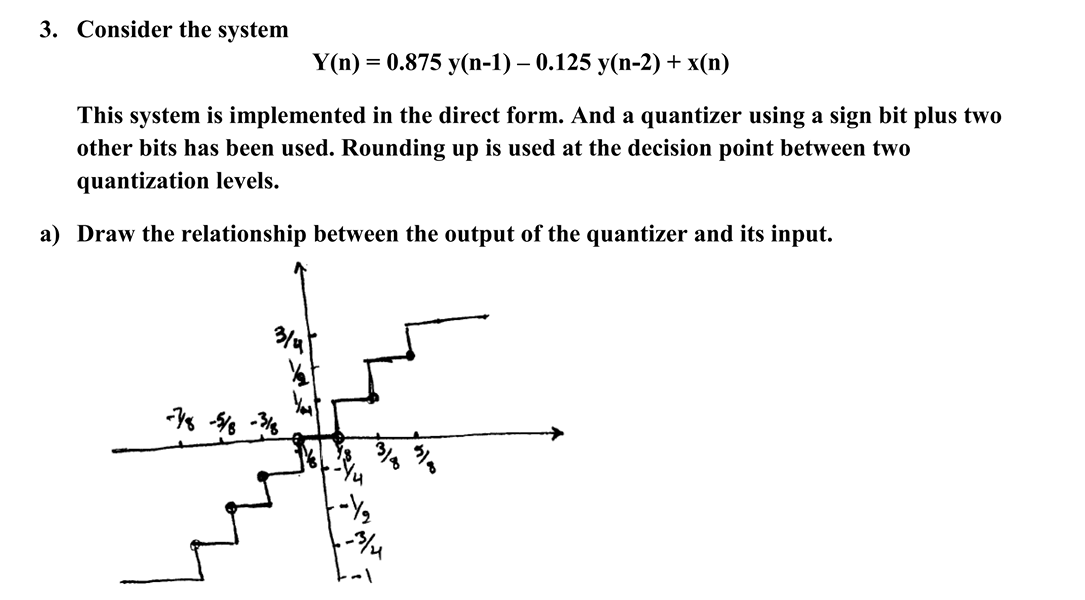 3. Consider the system
Y(n) = 0.875 y(n-1) – 0.125 y(n-2) + x(n)
This system is implemented in the direct form. And a quantizer using a sign bit plus two
other bits has been used. Rounding up is used at the decision point between two
quantization levels.
a) Draw the relationship between the output of the quantizer and its input.
3/4
1/2
1/4
-7/8 -5/8 -3/8
1/8 3/8 5/8
-1/4
-1/2
-3/4
-1